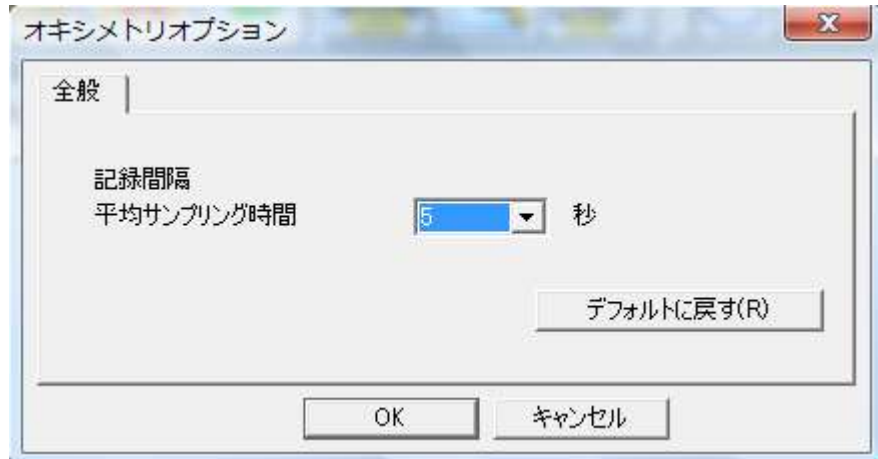 オキシメトリオプション
全般
記録間隔
平均サンプリング時間 5 秒
デフォルトに戻す(R)
OK キャンセル